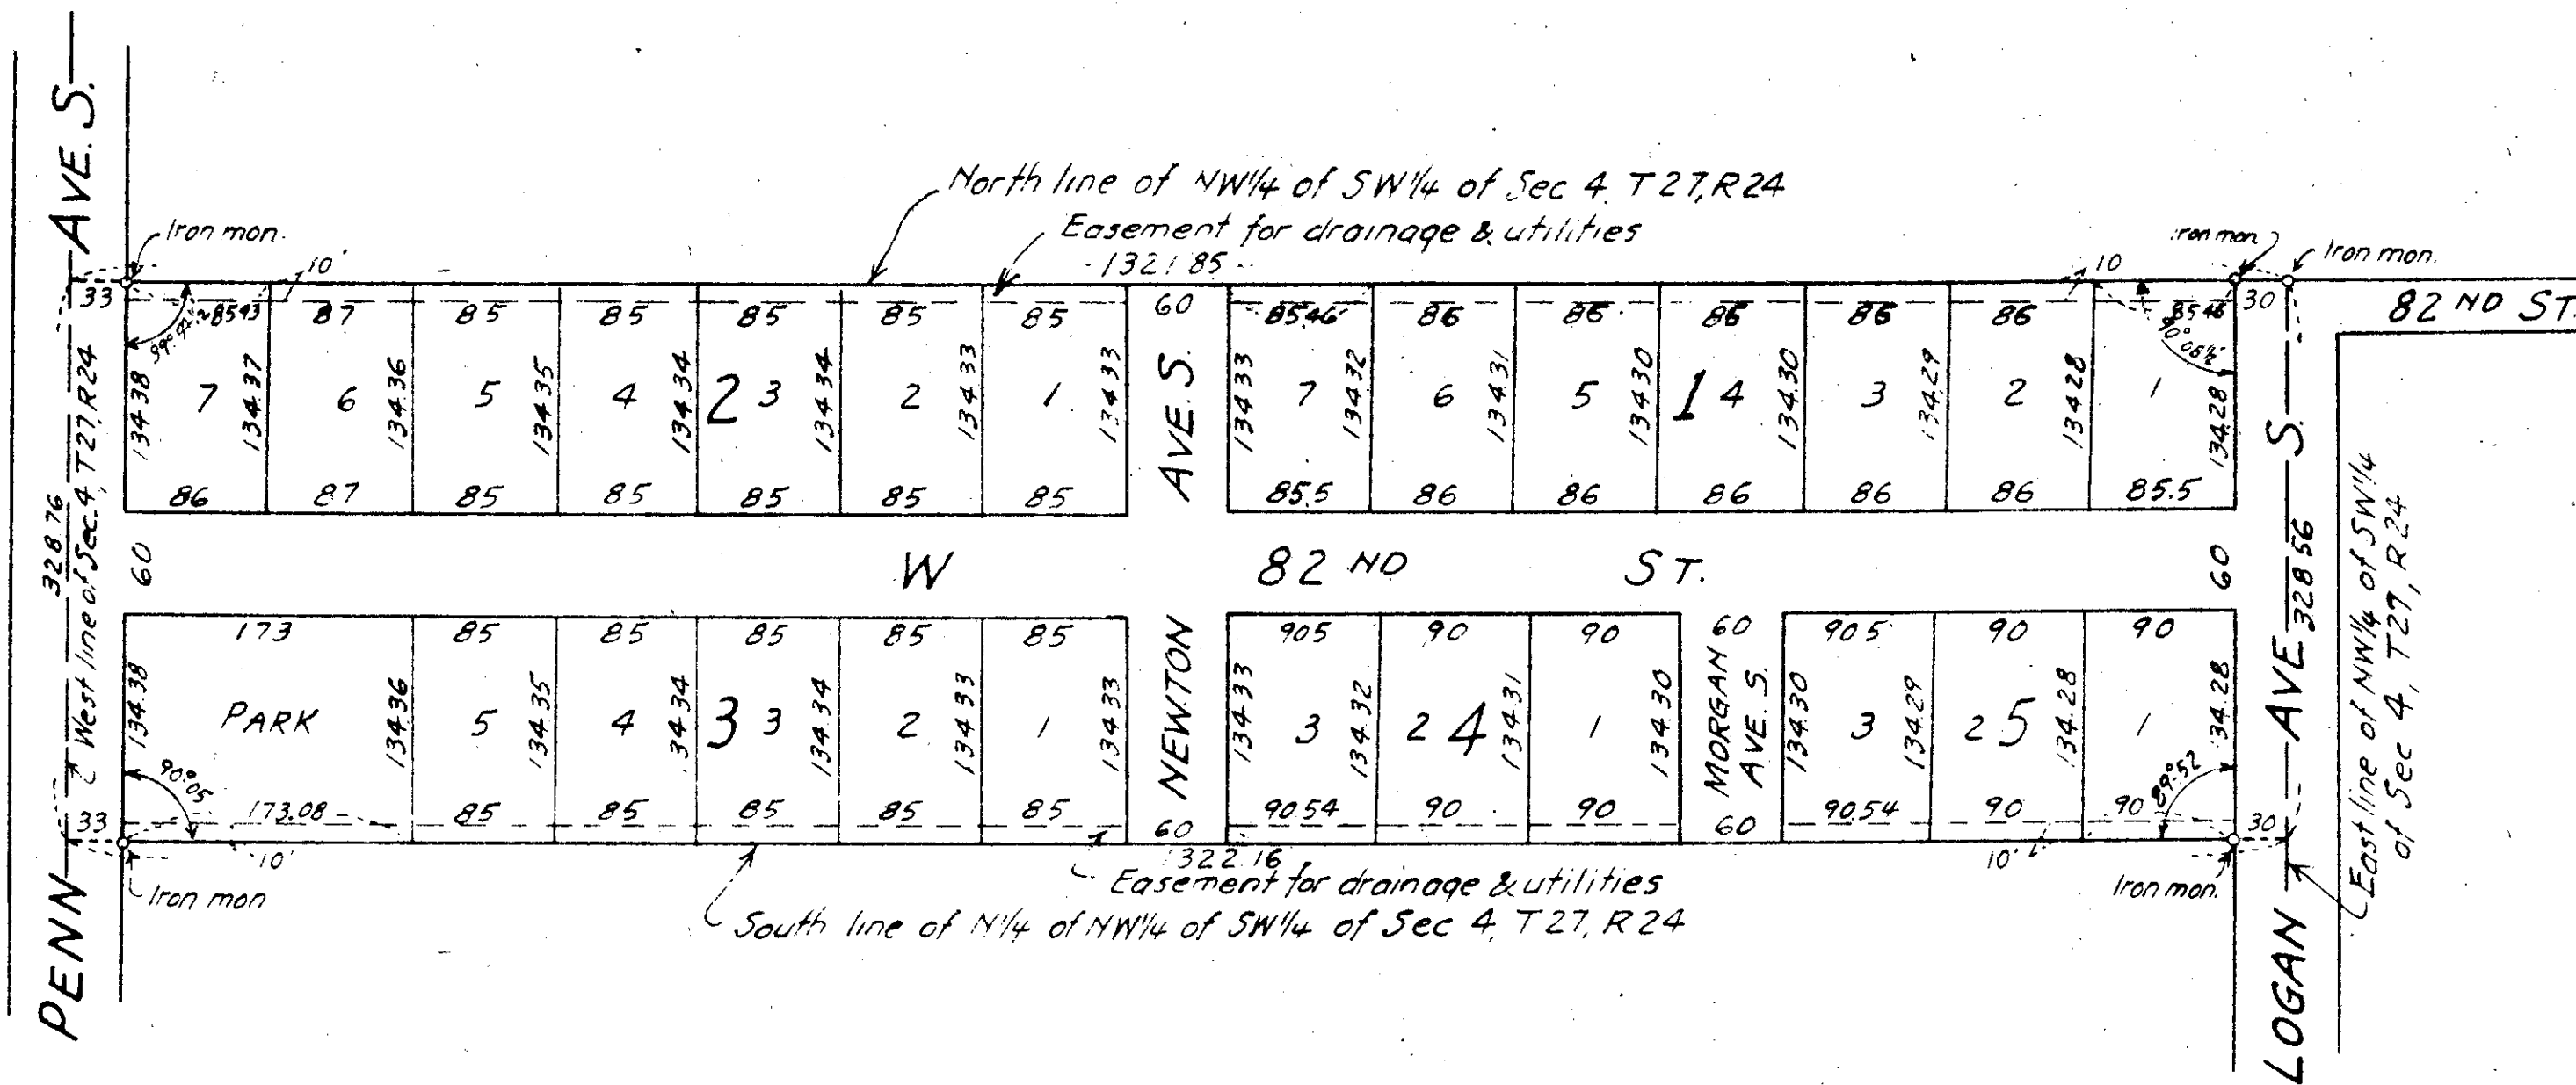 PENN AVE. S.
North line of NW¼ of SW¼ of Sec 4. T27, R24
Easement for drainage & utilities
1321 85
Iron mon.
Iron mon
Iron mon.
33
10'
10
30
82 ND ST.
85 93 87 85 85 85 85 85
60
85.46 86 86 86 86 86 85 46
90° 08½'
134 38 134.37 134.36 134 35 134 34 134 34 134 33 134 33
7 6 5 4 2 3 2 1
AVE. S.
134 33 134 32 134 31 134 30 134.30 134.29 134 28 134.28
7 6 5 1 4 3 2 1
86 87 85 85 85 85 85
85.5 86 86 86 86 86 85.5
328 76
West line of Sec. 4, T27, R24
60
W 82 ND ST.
60
173 85 85 85 85 85
90 5 90 90
60
90 5 90 90
134.38 134.36 134.35 134 34 134.34 134 33 134 33
PARK 5 4 3 3 2 1
NEWTON
134 33 134.32 134 31 134 30
3 2 4 1
MORGAN
AVE. S.
134.30 134.29 134.28 134.28
3 2 5 1
90° 05
89° 52
33
173.08 85 85 85 85 85
60
90 54 90 90
60
90.54 90 90
30
10'
1322.16
10'
Iron mon
Easement for drainage & utilities
Iron mon.
South line of N¼ of NW¼ of SW¼ of Sec 4, T27, R24
LOGAN AVE. S.
328 56
East line of NW¼ of SW¼
of Sec 4, T27, R24